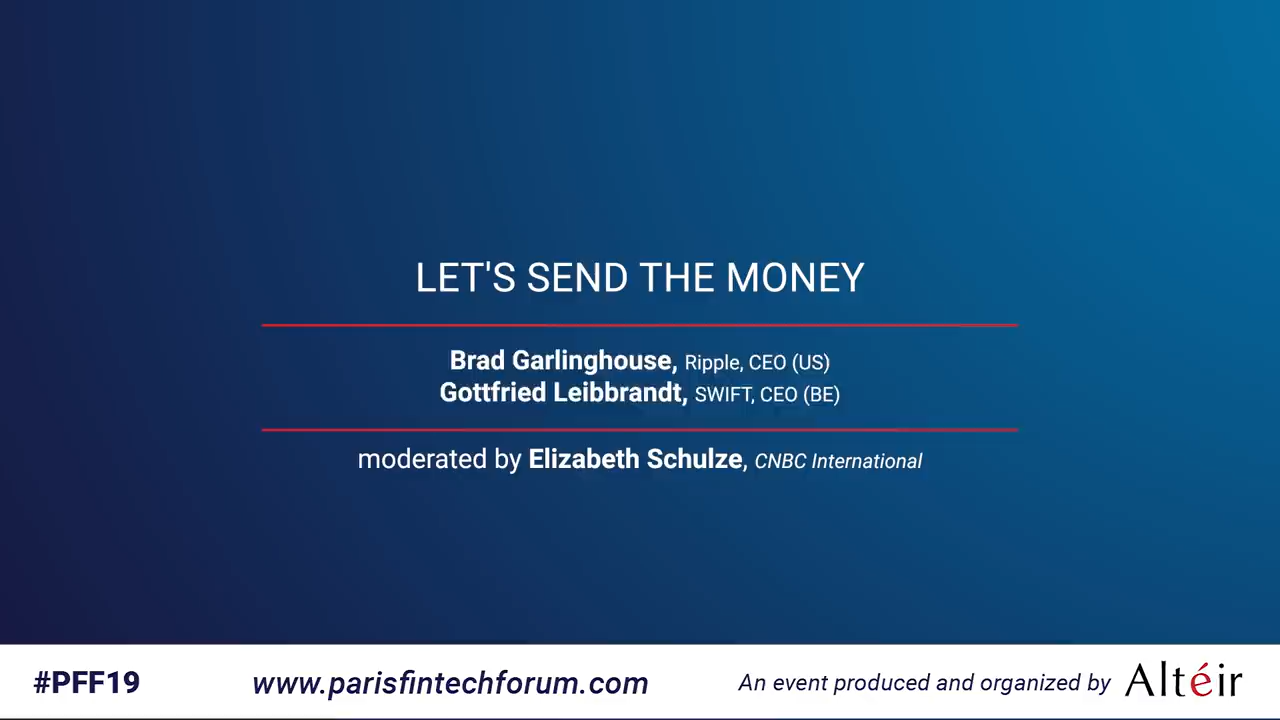 LET'S SEND THE MONEY
Brad Garlinghouse, Ripple, CEO (US)
Gottfried Leibbrandt, SWIFT, CEO (BE)
moderated by Elizabeth Schulze, CNBC International
#PFF19 www.parisfintechforum.com An event produced and organized by Altéir